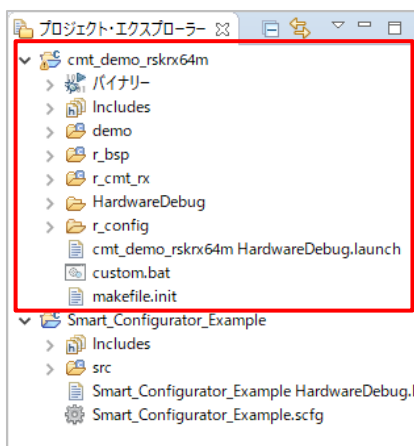 プロジェクト・エクスプローラー
cmt_demo_rskrx64m
バイナリー
Includes
demo
r_bsp
r_cmt_rx
HardwareDebug
r_config
cmt_demo_rskrx64m HardwareDebug.launch
custom.bat
makefile.init
Smart_Configurator_Example
Includes
src
Smart_Configurator_Example HardwareDebug.l
Smart_Configurator_Example.scfg